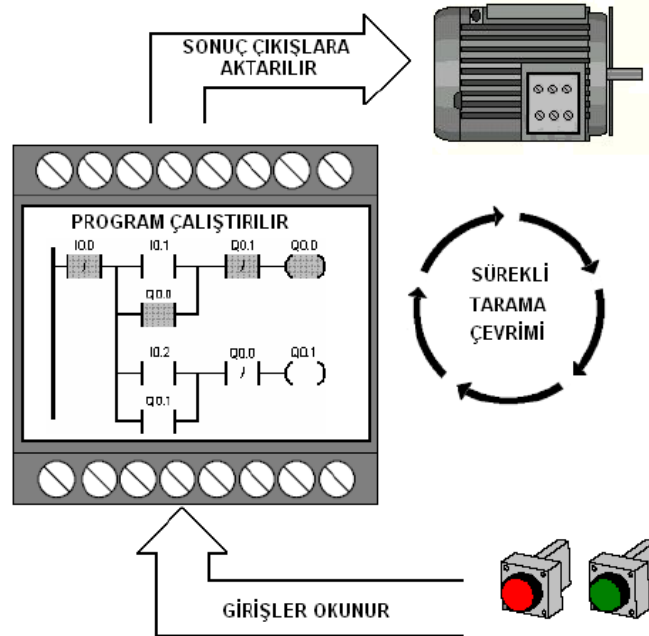 SONUÇ ÇIKIŞLARA
AKTARILIR
PROGRAM ÇALIŞTIRILIR
I0.0 I0.1 Q0.1 Q0.0
Q0.0
I0.2 Q0.0 Q0.1
Q0.1
SÜREKLİ
TARAMA
ÇEVRİMİ
GİRİŞLER OKUNUR